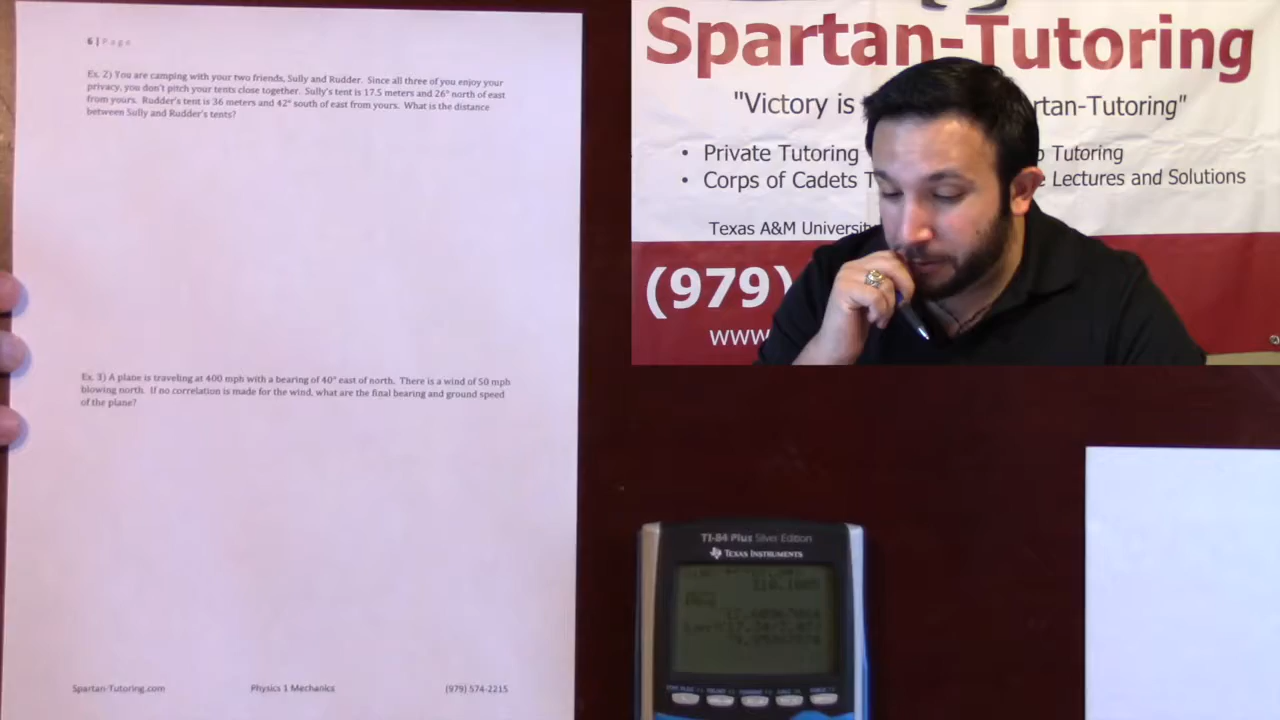 6 | Page
Ex. 2) You are camping with your two friends, Sully and Rudder. Since all three of you enjoy your
privacy, you don't pitch your tents close together. Sully's tent is 17.5 meters and 26° north of east
from yours. Rudder's tent is 36 meters and 42° south of east from yours. What is the distance
between Sully and Rudder's tents?
Ex. 3) A plane is traveling at 400 mph with a bearing of 40° east of north. There is a wind of 50 mph
blowing north. If no correlation is made for the wind, what are the final bearing and ground speed
of the plane?
Spartan-Tutoring.com Physics 1 Mechanics (979) 574-2215
Spartan-Tutoring
"Victory is rtan-Tutoring"
• Private Tutoring Tutoring
• Corps of Cadets T Lectures and Solutions
Texas A&M University
(979)
www.
TI-84 Plus Silver Edition
TEXAS INSTRUMENTS